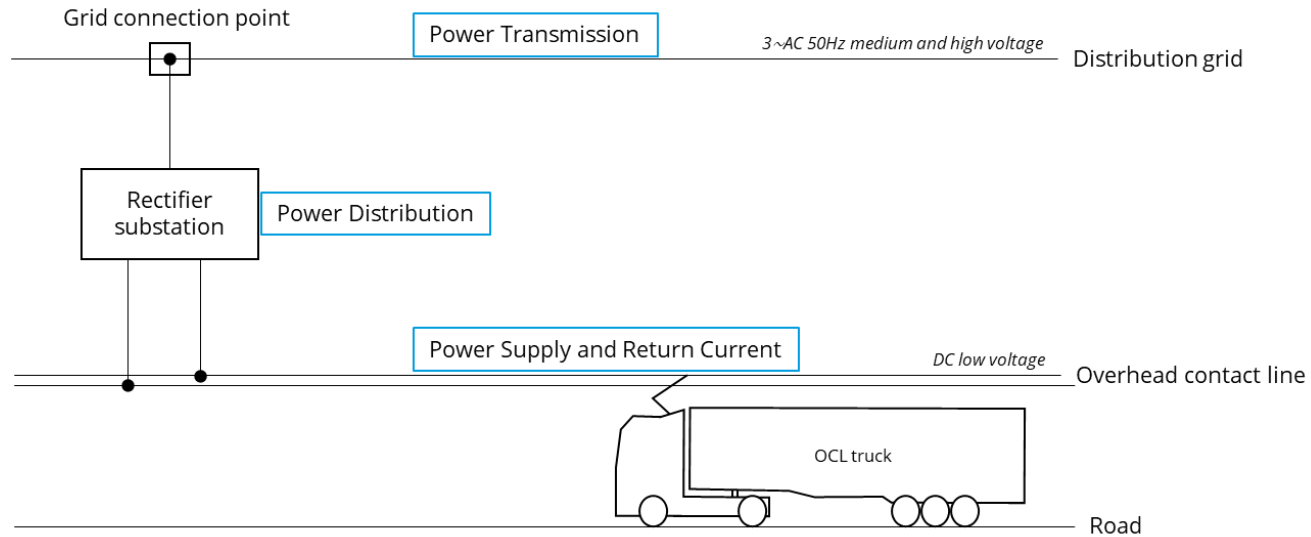 Grid connection point
Power Transmission
3~AC 50Hz medium and high voltage
Distribution grid
Rectifier
substation
Power Distribution
Power Supply and Return Current
DC low voltage
Overhead contact line
OCL truck
Road